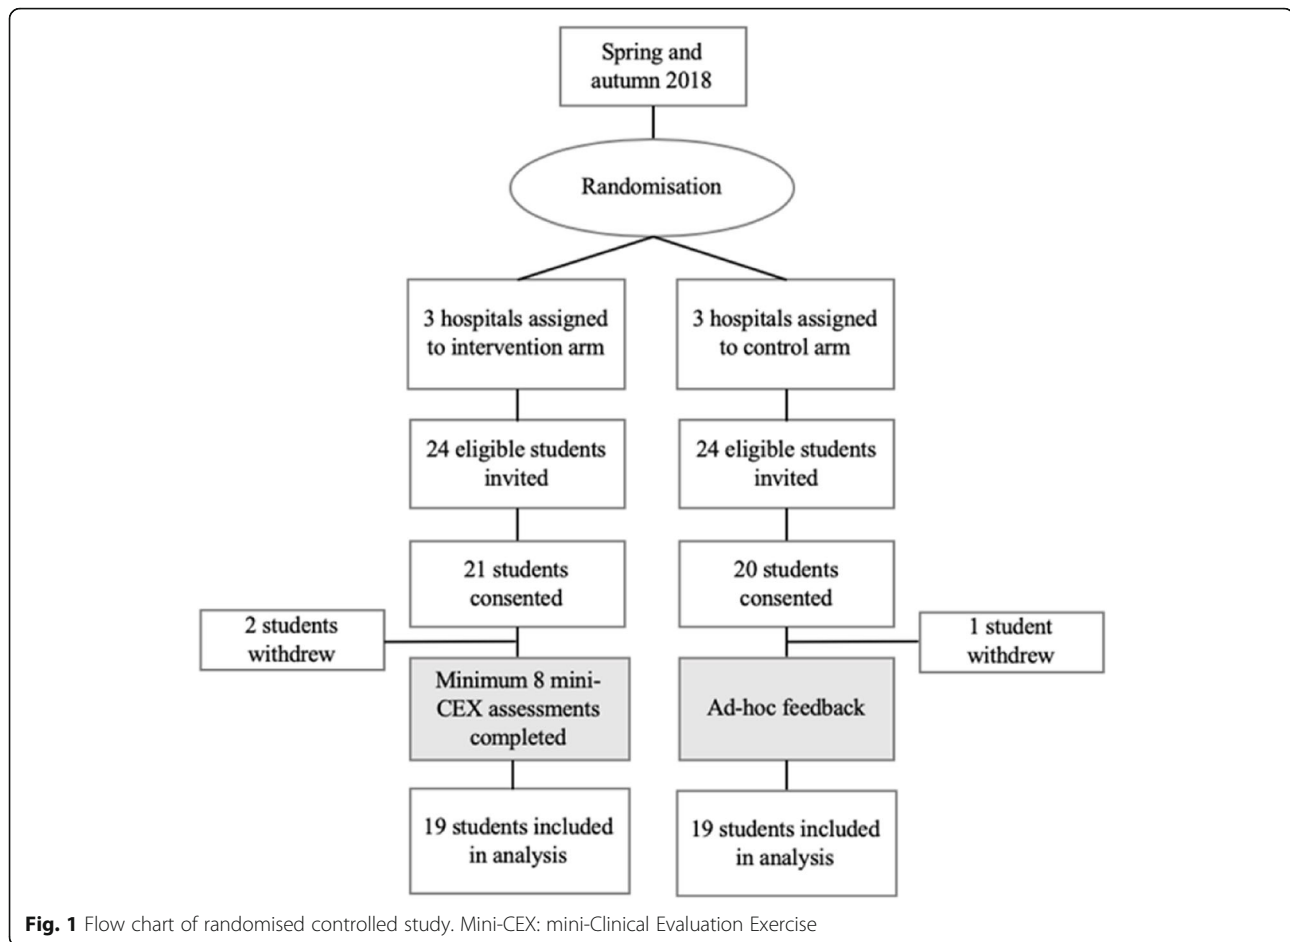 Spring and
autumn 2018
Randomisation
3 hospitals assigned
to intervention arm
3 hospitals assigned
to control arm
24 eligible students
invited
24 eligible students
invited
21 students
consented
20 students
consented
2 students
withdrew
1 student
withdrew
Minimum 8 mini-
CEX assessments
completed
Ad-hoc feedback
19 students included
in analysis
19 students included
in analysis
Fig. 1 Flow chart of randomised controlled study. Mini-CEX: mini-Clinical Evaluation Exercise